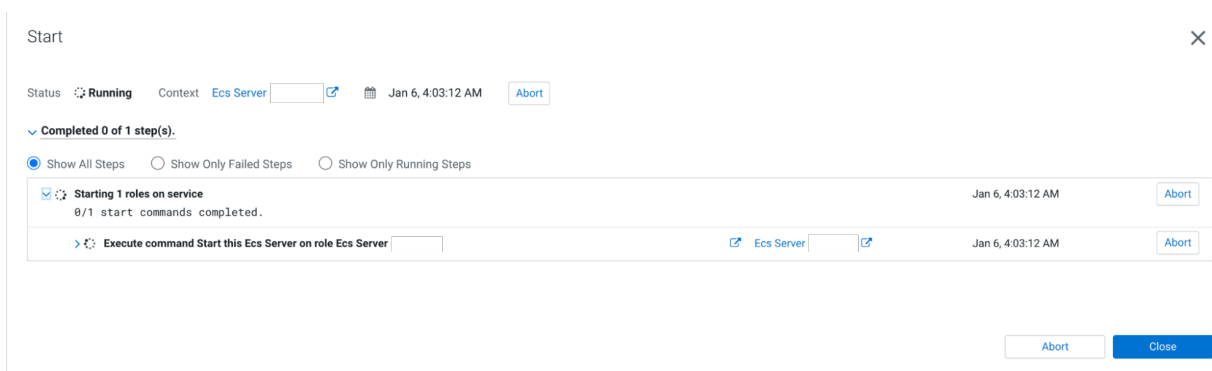 Start
Status Running Context Ecs Server Jan 6, 4:03:12 AM Abort
Completed 0 of 1 step(s).
Show All Steps Show Only Failed Steps Show Only Running Steps
Starting 1 roles on service Jan 6, 4:03:12 AM Abort
0/1 start commands completed.
Execute command Start this Ecs Server on role Ecs Server Ecs Server Jan 6, 4:03:12 AM Abort
Abort Close